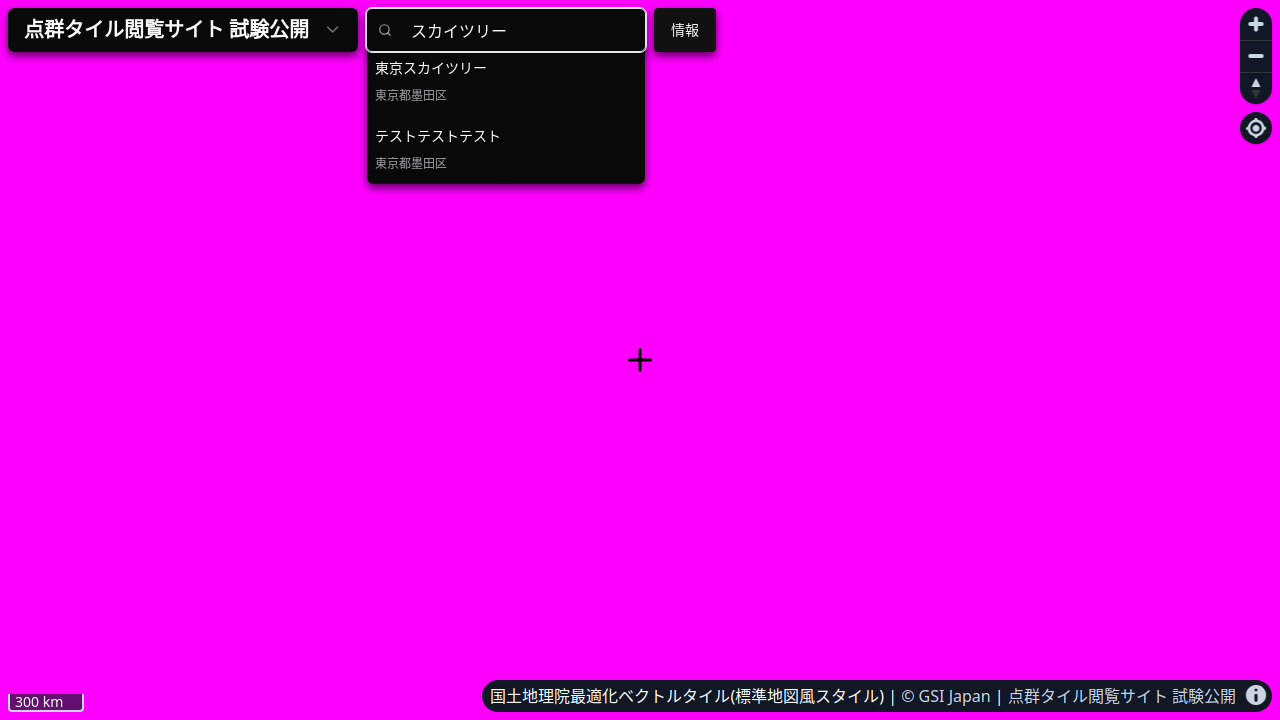 点群タイル閲覧サイト 試験公開
スカイツリー
情報
東京スカイツリー
東京都墨田区
テストテストテスト
東京都墨田区
300 km
国土地理院最適化ベクトルタイル(標準地図風スタイル) | © GSI Japan | 点群タイル閲覧サイト 試験公開